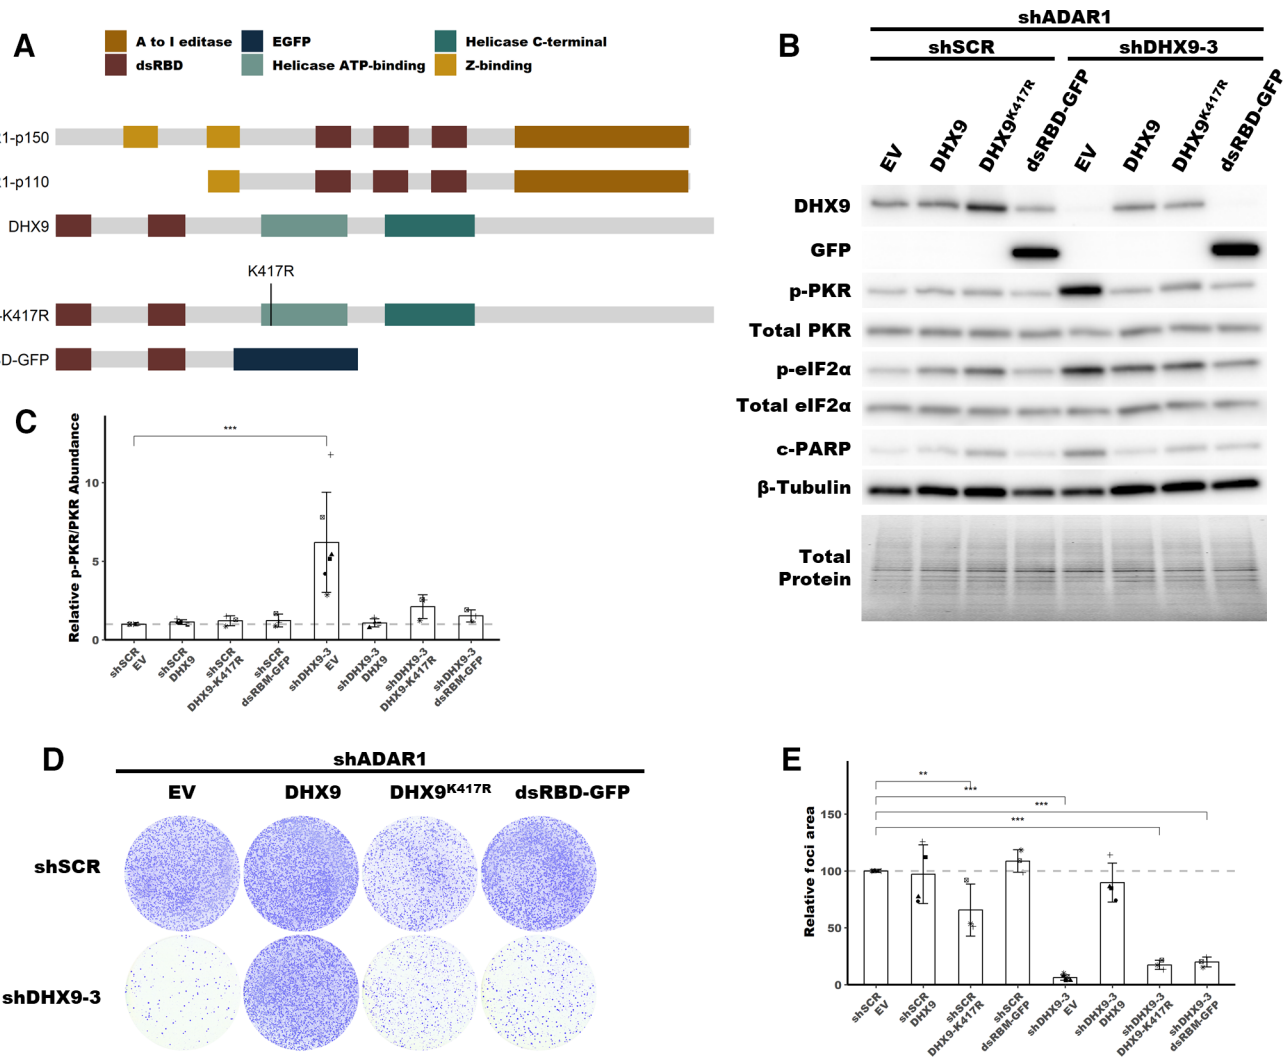 A
A to I editase
EGFP
Helicase C-terminal
dsRBD
Helicase ATP-binding
Z-binding
1-p150
1-p110
DHX9
K417R
-K417R
D-GFP
B
shADAR1
shSCR
shDHX9-3
EV
DHX9
DHX9K417R
dsRBD-GFP
EV
DHX9
DHX9K417R
dsRBD-GFP
DHX9
GFP
p-PKR
Total PKR
p-eIF2α
Total eIF2α
c-PARP
β-Tubulin
Total
Protein
C
Relative p-PKR/PKR Abundance
10
5
0
***
shSCR
EV
shSCR
DHX9
shSCR
DHX9-K417R
shSCR
dsRBM-GFP
shDHX9-3
EV
shDHX9-3
DHX9
shDHX9-3
DHX9-K417R
shDHX9-3
dsRBM-GFP
D
shADAR1
EV
DHX9
DHX9K417R
dsRBD-GFP
shSCR
shDHX9-3
E
Relative foci area
150
100
50
0
**
***
***
***
shSCR
EV
shSCR
DHX9
shSCR
DHX9-K417R
shSCR
dsRBM-GFP
shDHX9-3
EV
shDHX9-3
DHX9
shDHX9-3
DHX9-K417R
shDHX9-3
dsRBM-GFP